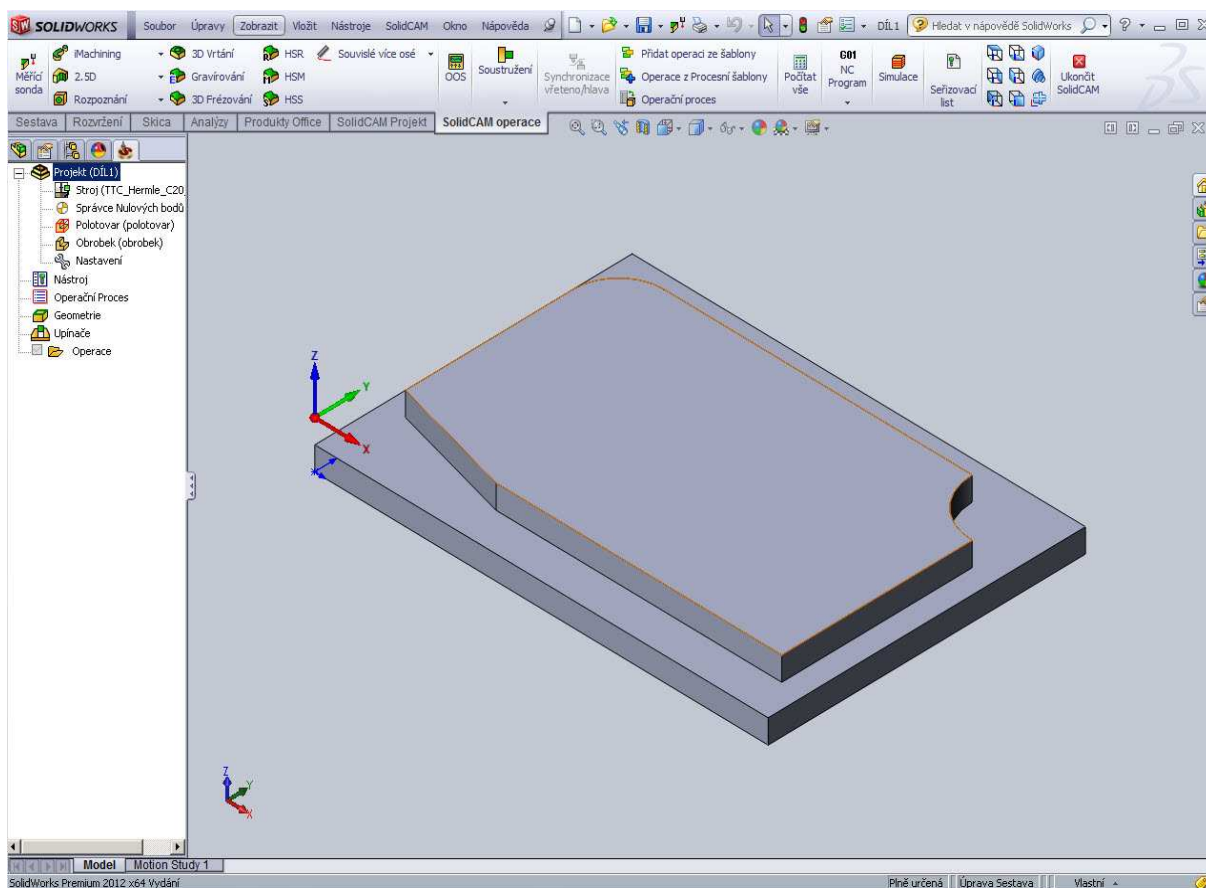 SOLIDWORKS Soubor Úpravy Zobrazit Vložit Nástroje SolidCAM Okno Nápověda DÍL1 Hledat v nápovědě SolidWorks
iMachining 3D Vrtání HSR Souvislé více osé Přidat operaci ze šablony G01
Měřící sonda 2.5D Gravírování HSM OOS Soustružení Synchronizace vřeteno/hlava Operace z Procesní šablony Počítat vše NC Program Simulace Seřizovací list Ukončit SolidCAM
Rozpoznání 3D Frézování HSS Operační proces
Sestava Rozvržení Skica Analýzy Produkty Office SolidCAM Projekt SolidCAM operace
Projekt (DÍL1)
Stroj (TTC_Hermle_C20_
Správce Nulových bodů
Polotovar (polotovar)
Obrobek (obrobek)
Nastavení
Nástroj
Operační Proces
Geometrie
Upínače
Operace
Z
Y
X
Z
Y
X
Model Motion Study 1
SolidWorks Premium 2012 x64 Vydání Plně určená Úprava Sestava Vlastní